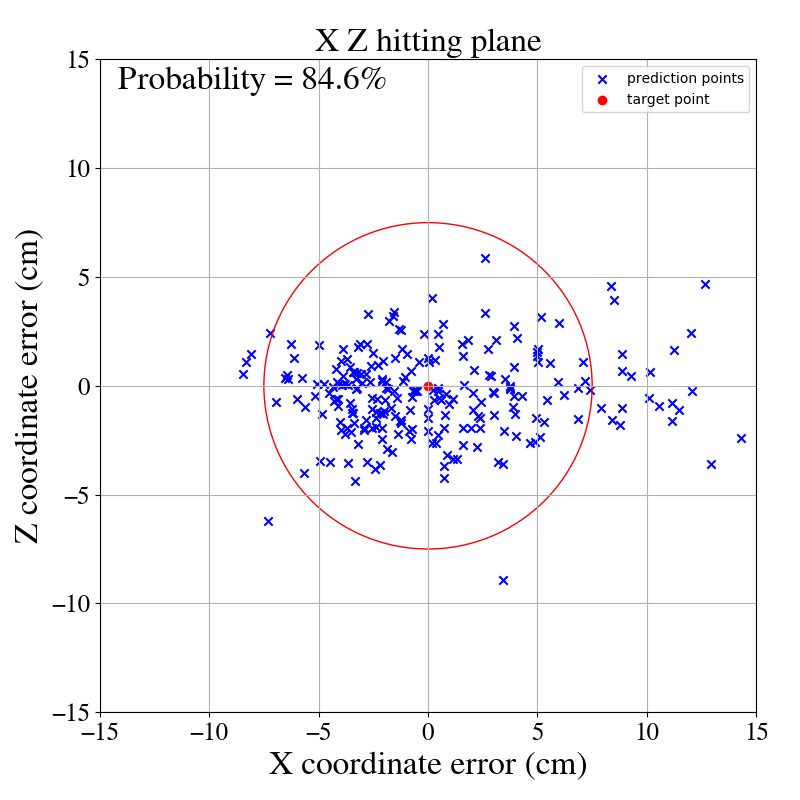 X Z hitting plane
Probability = 84.6%
prediction points
target point
Z coordinate error (cm)
15
10
5
0
−5
−10
−15
−15
−10
−5
0
5
10
15
X coordinate error (cm)